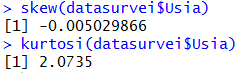 > skew(datasurvei$Usia)
[1] -0.005029866
> kurtosi(datasurvei$Usia)
[1] 2.0735